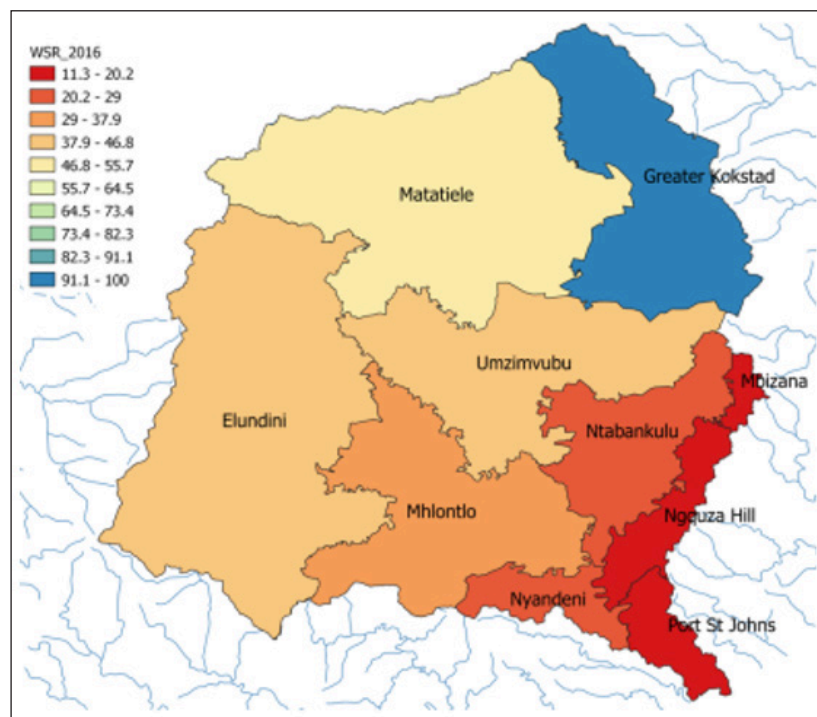 WSR_2016
11.3 - 20.2
20.2 - 29
29 - 37.9
37.9 - 46.8
46.8 - 55.7
55.7 - 64.5
64.5 - 73.4
73.4 - 82.3
82.3 - 91.1
91.1 - 100
Greater Kokstad
Matatiele
Umzimvubu
Mbizana
Elundini
Ntabankulu
Mhlontlo
Ngquza Hill
Nyandeni
Port St Johns